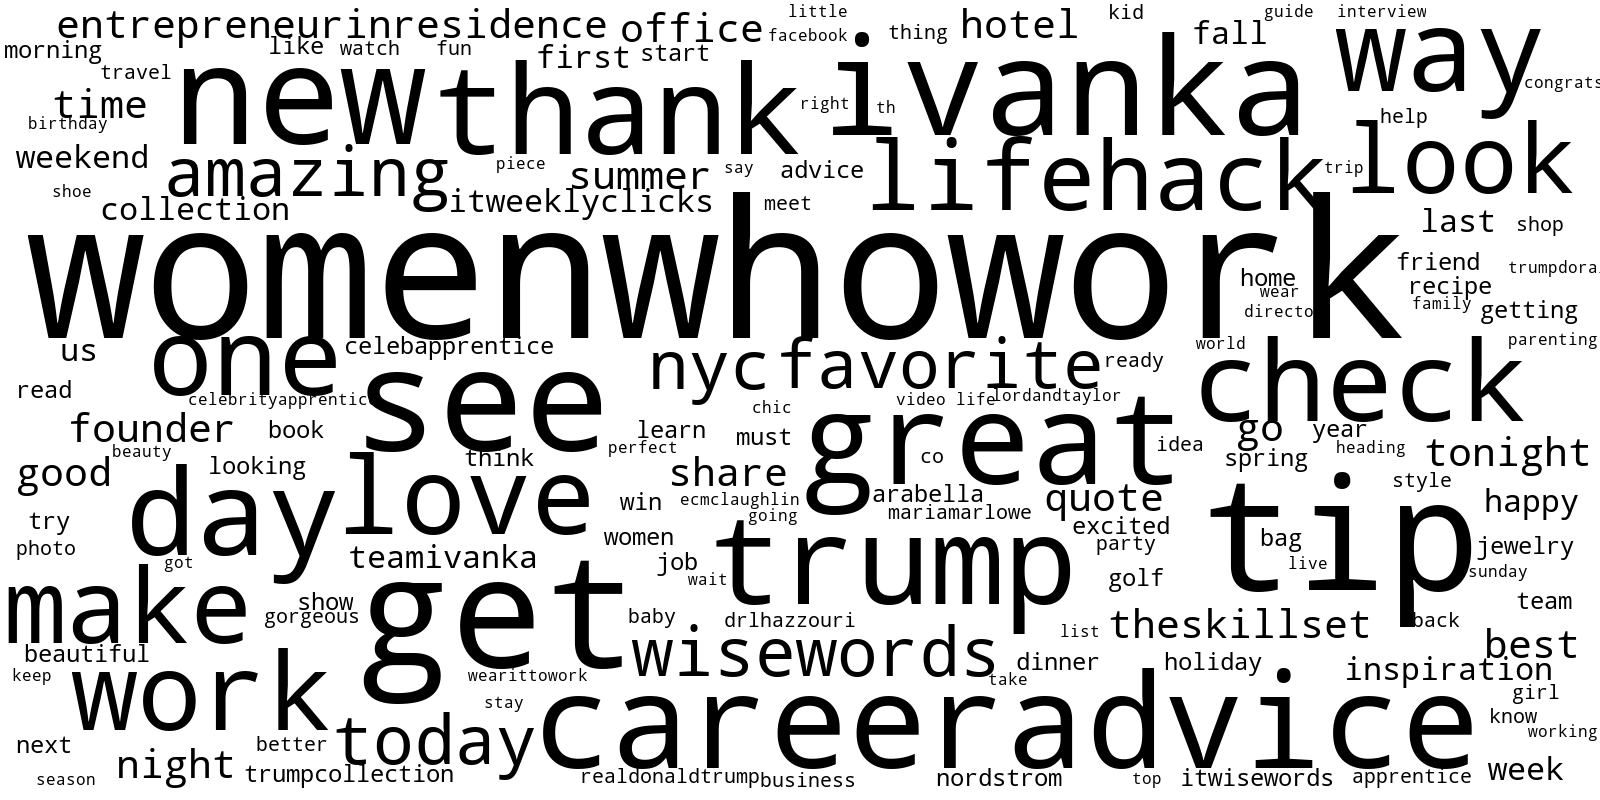 entrepreneurinresidence office little hotel kid guide interview
morning like watch fun first start facebook thing fall way
travel new thank ivanka congrats
time right th help
birthday look
weekend amazing piece summer say advice lifehack trip
shoe collection itweeklyclicks meet last shop
womenwhowork
friend trumpdora
home wear recipe
directo family getting
us one celebapprentice nyc favorite ready world check parenting
read celebrityapprentic see chic video life lordandtaylor
founder book learn must great idea go year tonight
beauty perfect heading
good looking think share co spring
day love win ecmclaughlin arabella quote tip style happy
try going mariamarlowe excited
photo got teamivanka women trump party bag jewelry
job wait golf live sunday
make show get team
gorgeous baby drlhazzouri list theskillset back
beautiful wisewords dinner holiday best
keep work wearittowork take inspiration
stay careeradvice girl
know
next better today working
night trumpcollection week
season realdonaldtrump business nordstrom top itwisewords apprentice